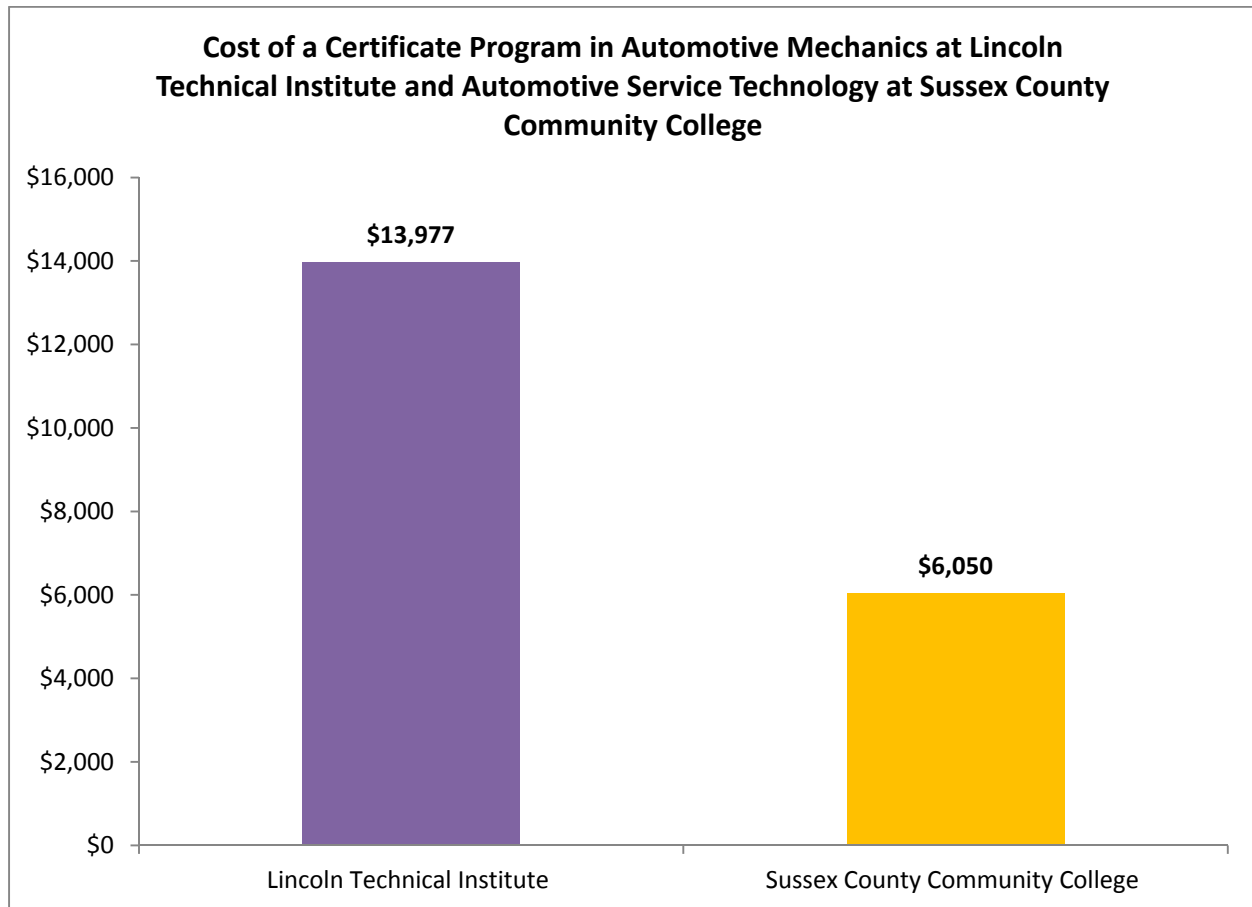 Cost of a Certificate Program in Automotive Mechanics at Lincoln
Technical Institute and Automotive Service Technology at Sussex County
Community College
$16,000
$13,977
$14,000
$12,000
$10,000
$8,000
$6,050
$6,000
$4,000
$2,000
$0
Lincoln Technical Institute
Sussex County Community College